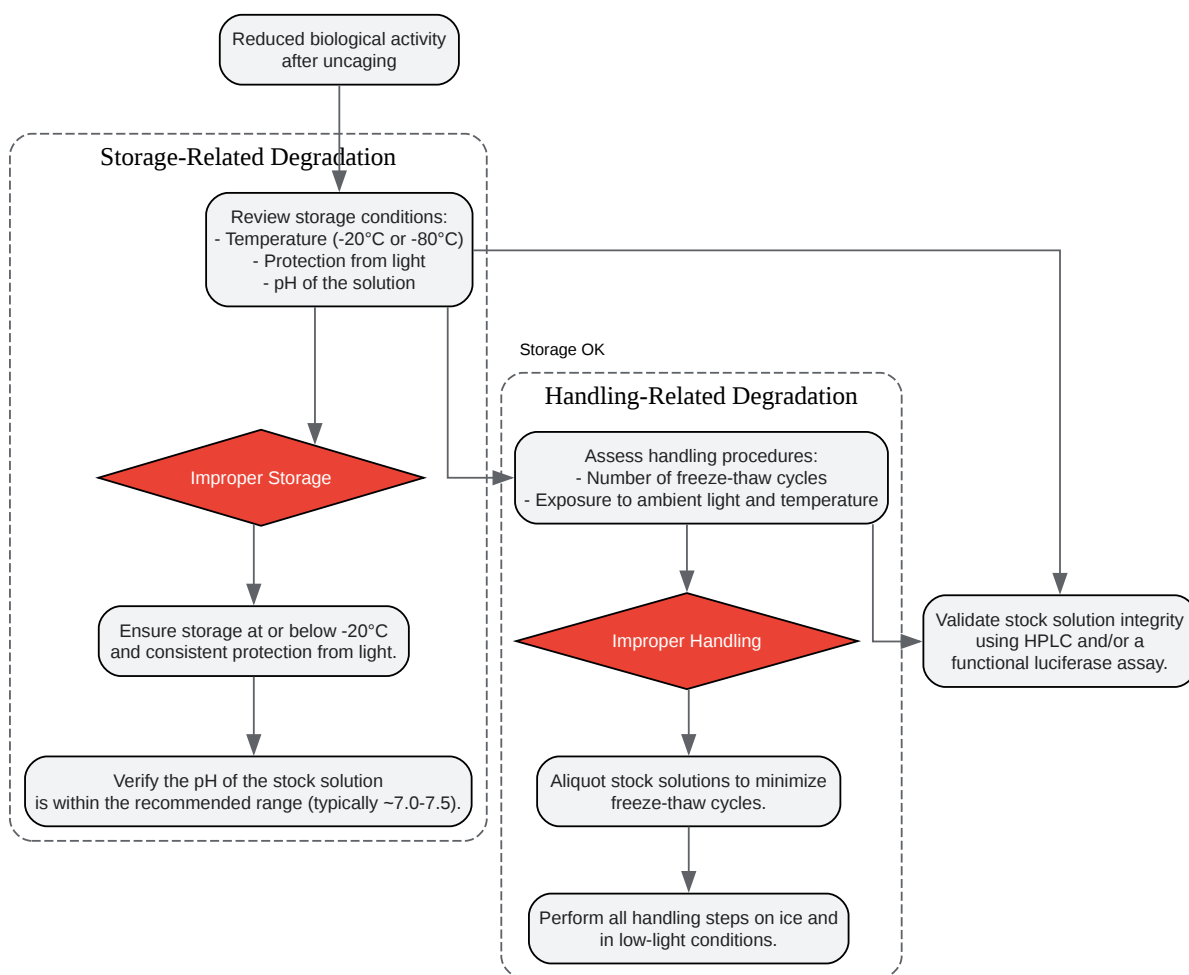 Reduced biological activity
after uncaging
Storage-Related Degradation
Review storage conditions:
- Temperature (-20°C or -80°C)
- Protection from light
- pH of the solution
Storage OK
Handling-Related Degradation
Improper Storage
Assess handling procedures:
- Number of freeze-thaw cycles
- Exposure to ambient light and temperature
Ensure storage at or below -20°C
and consistent protection from light.
Improper Handling
Validate stock solution integrity
using HPLC and/or a
functional luciferase assay.
Verify the pH of the stock solution
is within the recommended range (typically ~7.0-7.5).
Aliquot stock solutions to minimize
freeze-thaw cycles.
Perform all handling steps on ice and
in low-light conditions.